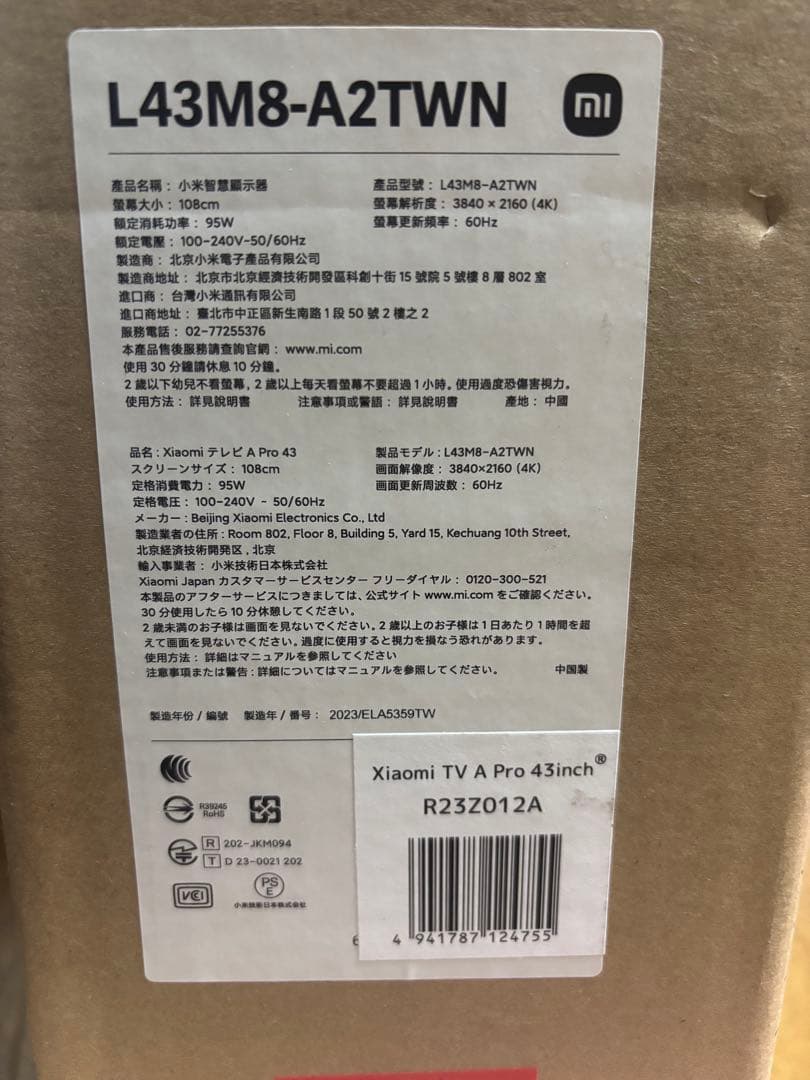 L43M8-A2TWN
產品名稱： 小米智慧顯示器 產品型號： L43M8-A2TWN
螢幕大小： 108cm 螢幕解析度： 3840 × 2160 (4K)
額定消耗功率： 95W 螢幕更新頻率： 60Hz
額定電壓： 100-240V~50/60Hz
製造商： 北京小米電子產品有限公司
製造商地址： 北京市北京經濟技術開發區科創十街 15 號院 5 號樓 8 層 802 室
進口商： 台灣小米通訊有限公司
進口商地址： 臺北市中正區新生南路 1 段 50 號 2 樓之 2
服務電話： 02-77255376
本產品售後服務請查詢官網： www.mi.com
使用 30 分鐘請休息 10 分鐘。
2 歲以下幼兒不看螢幕，2 歲以上每天看螢幕不要超過 1 小時。使用過度恐傷害視力。
使用方法： 詳見說明書 注意事項或警語： 詳見說明書 產地： 中國
品名：Xiaomi テレビ A Pro 43 製品モデル：L43M8-A2TWN
スクリーンサイズ： 108cm 画面解像度： 3840×2160 (4K)
定格消費電力： 95W 画面更新周波数： 60Hz
定格電圧： 100-240V ~ 50/60Hz
メーカー：Beijing Xiaomi Electronics Co., Ltd
製造業者の住所：Room 802, Floor 8, Building 5, Yard 15, Kechuang 10th Street,
北京経済技術開発区 , 北京
輸入事業者： 小米技術日本株式会社
Xiaomi Japan カスタマーサービスセンター フリーダイヤル： 0120-300-521
本製品のアフターサービスにつきましては、公式サイト www.mi.com をご確認ください。
30 分使用したら 10 分休憩してください。
2 歳未満のお子様は画面を見ないでください。2 歳以上のお子様は 1 日あたり 1 時間を超
えて画面を見ないでください。過度に使用すると視力を損なう恐れがあります。
使用方法： 詳細はマニュアルを参照してください
注意事項または警告：詳細についてはマニュアルを参照してください。 中国製
製造年份 / 編號 製造年 / 番号： 2023/ELA5359TW
Xiaomi TV A Pro 43inch®
R23Z012A
4 941787 124755
R39245
RoHS
R 202-JKM094
T D 23-0021 202
VCI
PS
E
小米技術日本株式会社